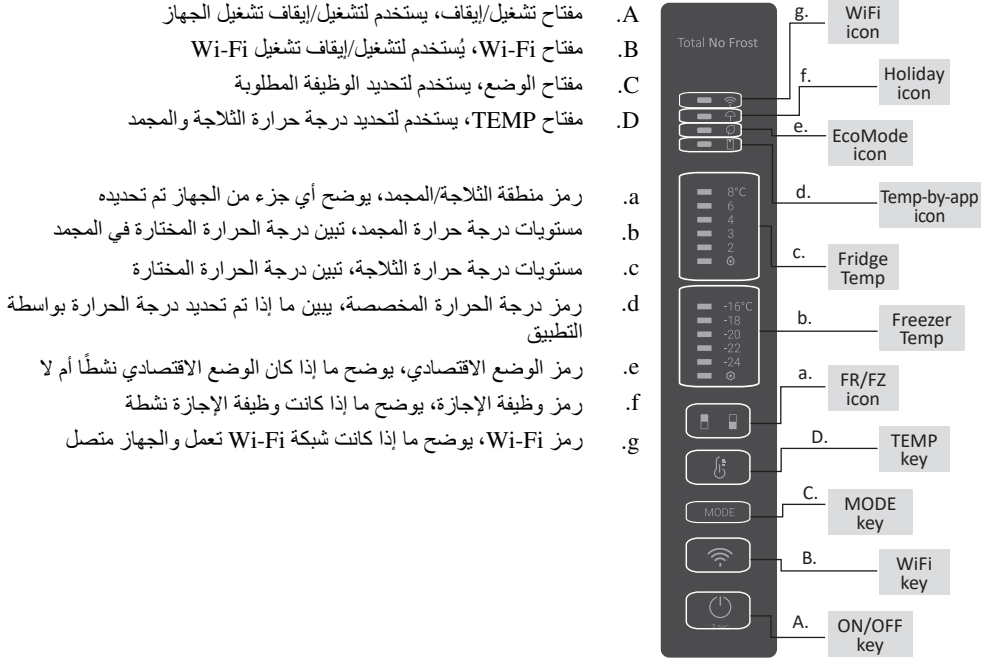 A. مفتاح تشغيل/إيقاف، يستخدم لتشغيل/إيقاف تشغيل الجهاز
B. مفتاح Wi-Fi، يُستخدم لتشغيل/إيقاف تشغيل Wi-Fi
C. مفتاح الوضع، يستخدم لتحديد الوظيفة المطلوبة
D. مفتاح TEMP، يستخدم لتحديد درجة حرارة الثلاجة والمجمد
a. رمز منطقة الثلاجة/المجمد، يوضح أي جزء من الجهاز تم تحديده
b. مستويات درجة حرارة المجمد، تبين درجة الحرارة المختارة في المجمد
c. مستويات درجة حرارة الثلاجة، تبين درجة الحرارة المختارة
d. رمز درجة الحرارة المخصصة، يبين ما إذا تم تحديد درجة الحرارة بواسطة
التطبيق
e. رمز الوضع الاقتصادي، يوضح ما إذا كان الوضع الاقتصادي نشطًا أم لا
f. رمز وظيفة الإجازة، يوضح ما إذا كانت وظيفة الإجازة نشطة
g. رمز Wi-Fi، يوضح ما إذا كانت شبكة Wi-Fi تعمل والجهاز متصل
Total No Frost
8°C
6
4
3
2
-16°C
-18
-20
-22
-24
MODE
3 sec
g.
WiFi
icon
f.
Holiday
icon
e.
EcoMode
icon
d.
Temp-by-app
icon
c.
Fridge
Temp
b.
Freezer
Temp
a.
FR/FZ
icon
D.
TEMP
key
C.
MODE
key
B.
WiFi
key
A.
ON/OFF
key